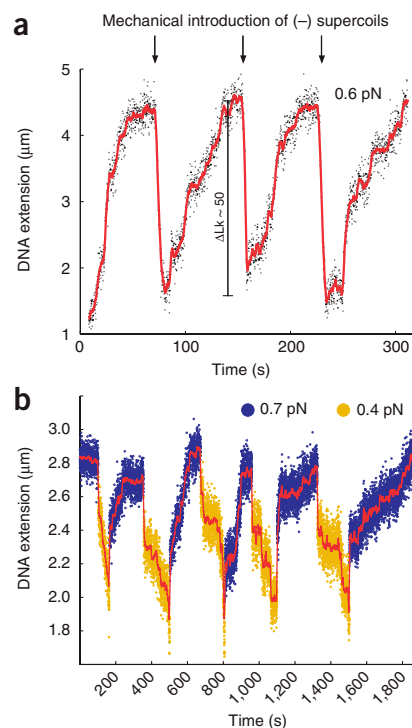 a
Mechanical introduction of (–) supercoils
5
4
3
2
1
DNA extension (μm)
0.6 pN
ΔLk ~ 50
0
100
200
300
Time (s)
b
0.7 pN
0.4 pN
3.0
2.8
2.6
2.4
2.2
2.0
1.8
DNA extension (μm)
200
400
600
800
1,000
1,200
1,400
1,600
1,800
Time (s)